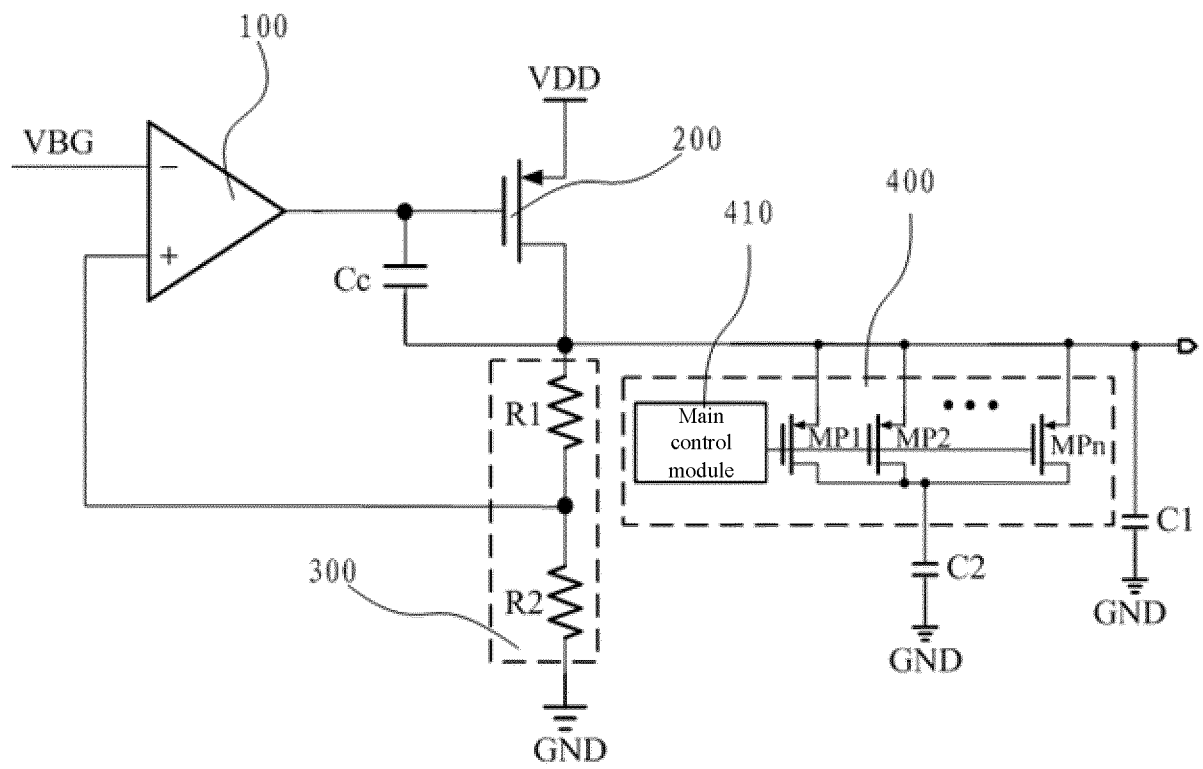 100
VDD
VBG
200
−
400
410
+
Cc
R1
Main
control
module
MP1
MP2
MPn
C1
C2
300
R2
GND
GND
GND